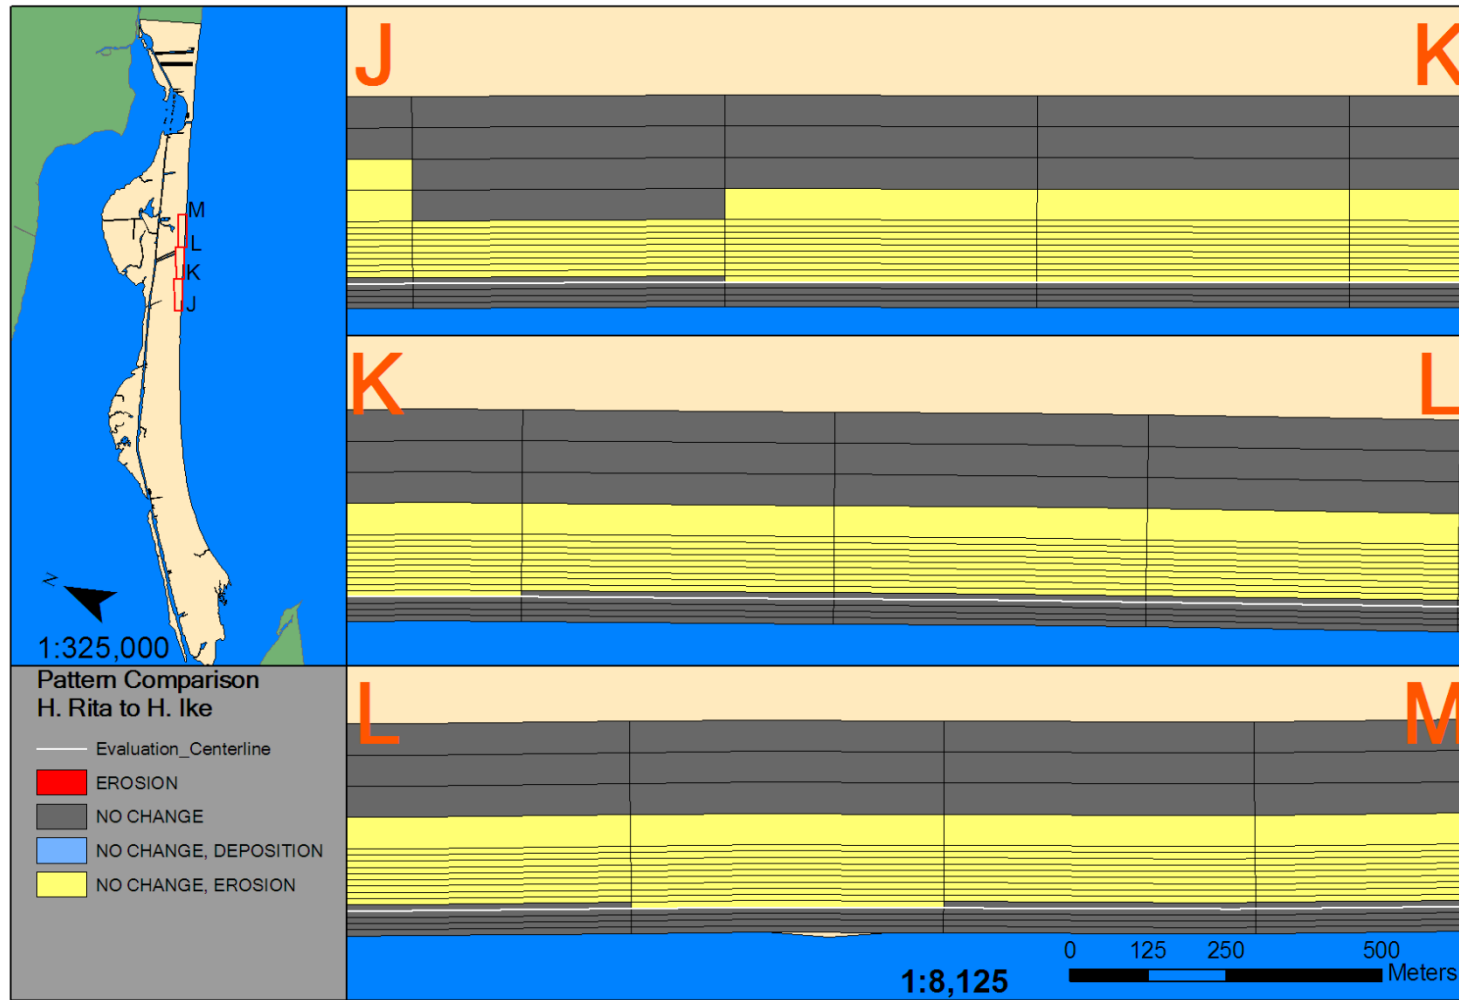 J
K
M
L
K
J
N
1:325,000
K
L
Pattern Comparison
H. Rita to H. Ike
Evaluation_Centerline
EROSION
NO CHANGE
NO CHANGE, DEPOSITION
NO CHANGE, EROSION
L
M
0 125 250 500
Meters
1:8,125